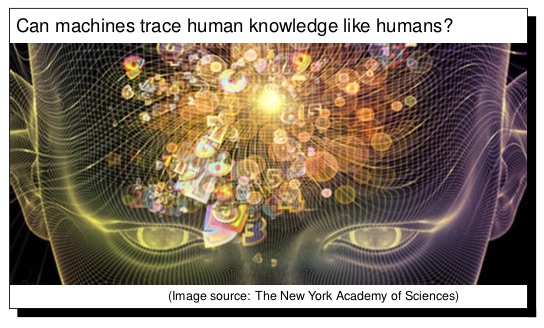 Can machines trace human knowledge like humans?
(Image source: The New York Academy of Sciences)